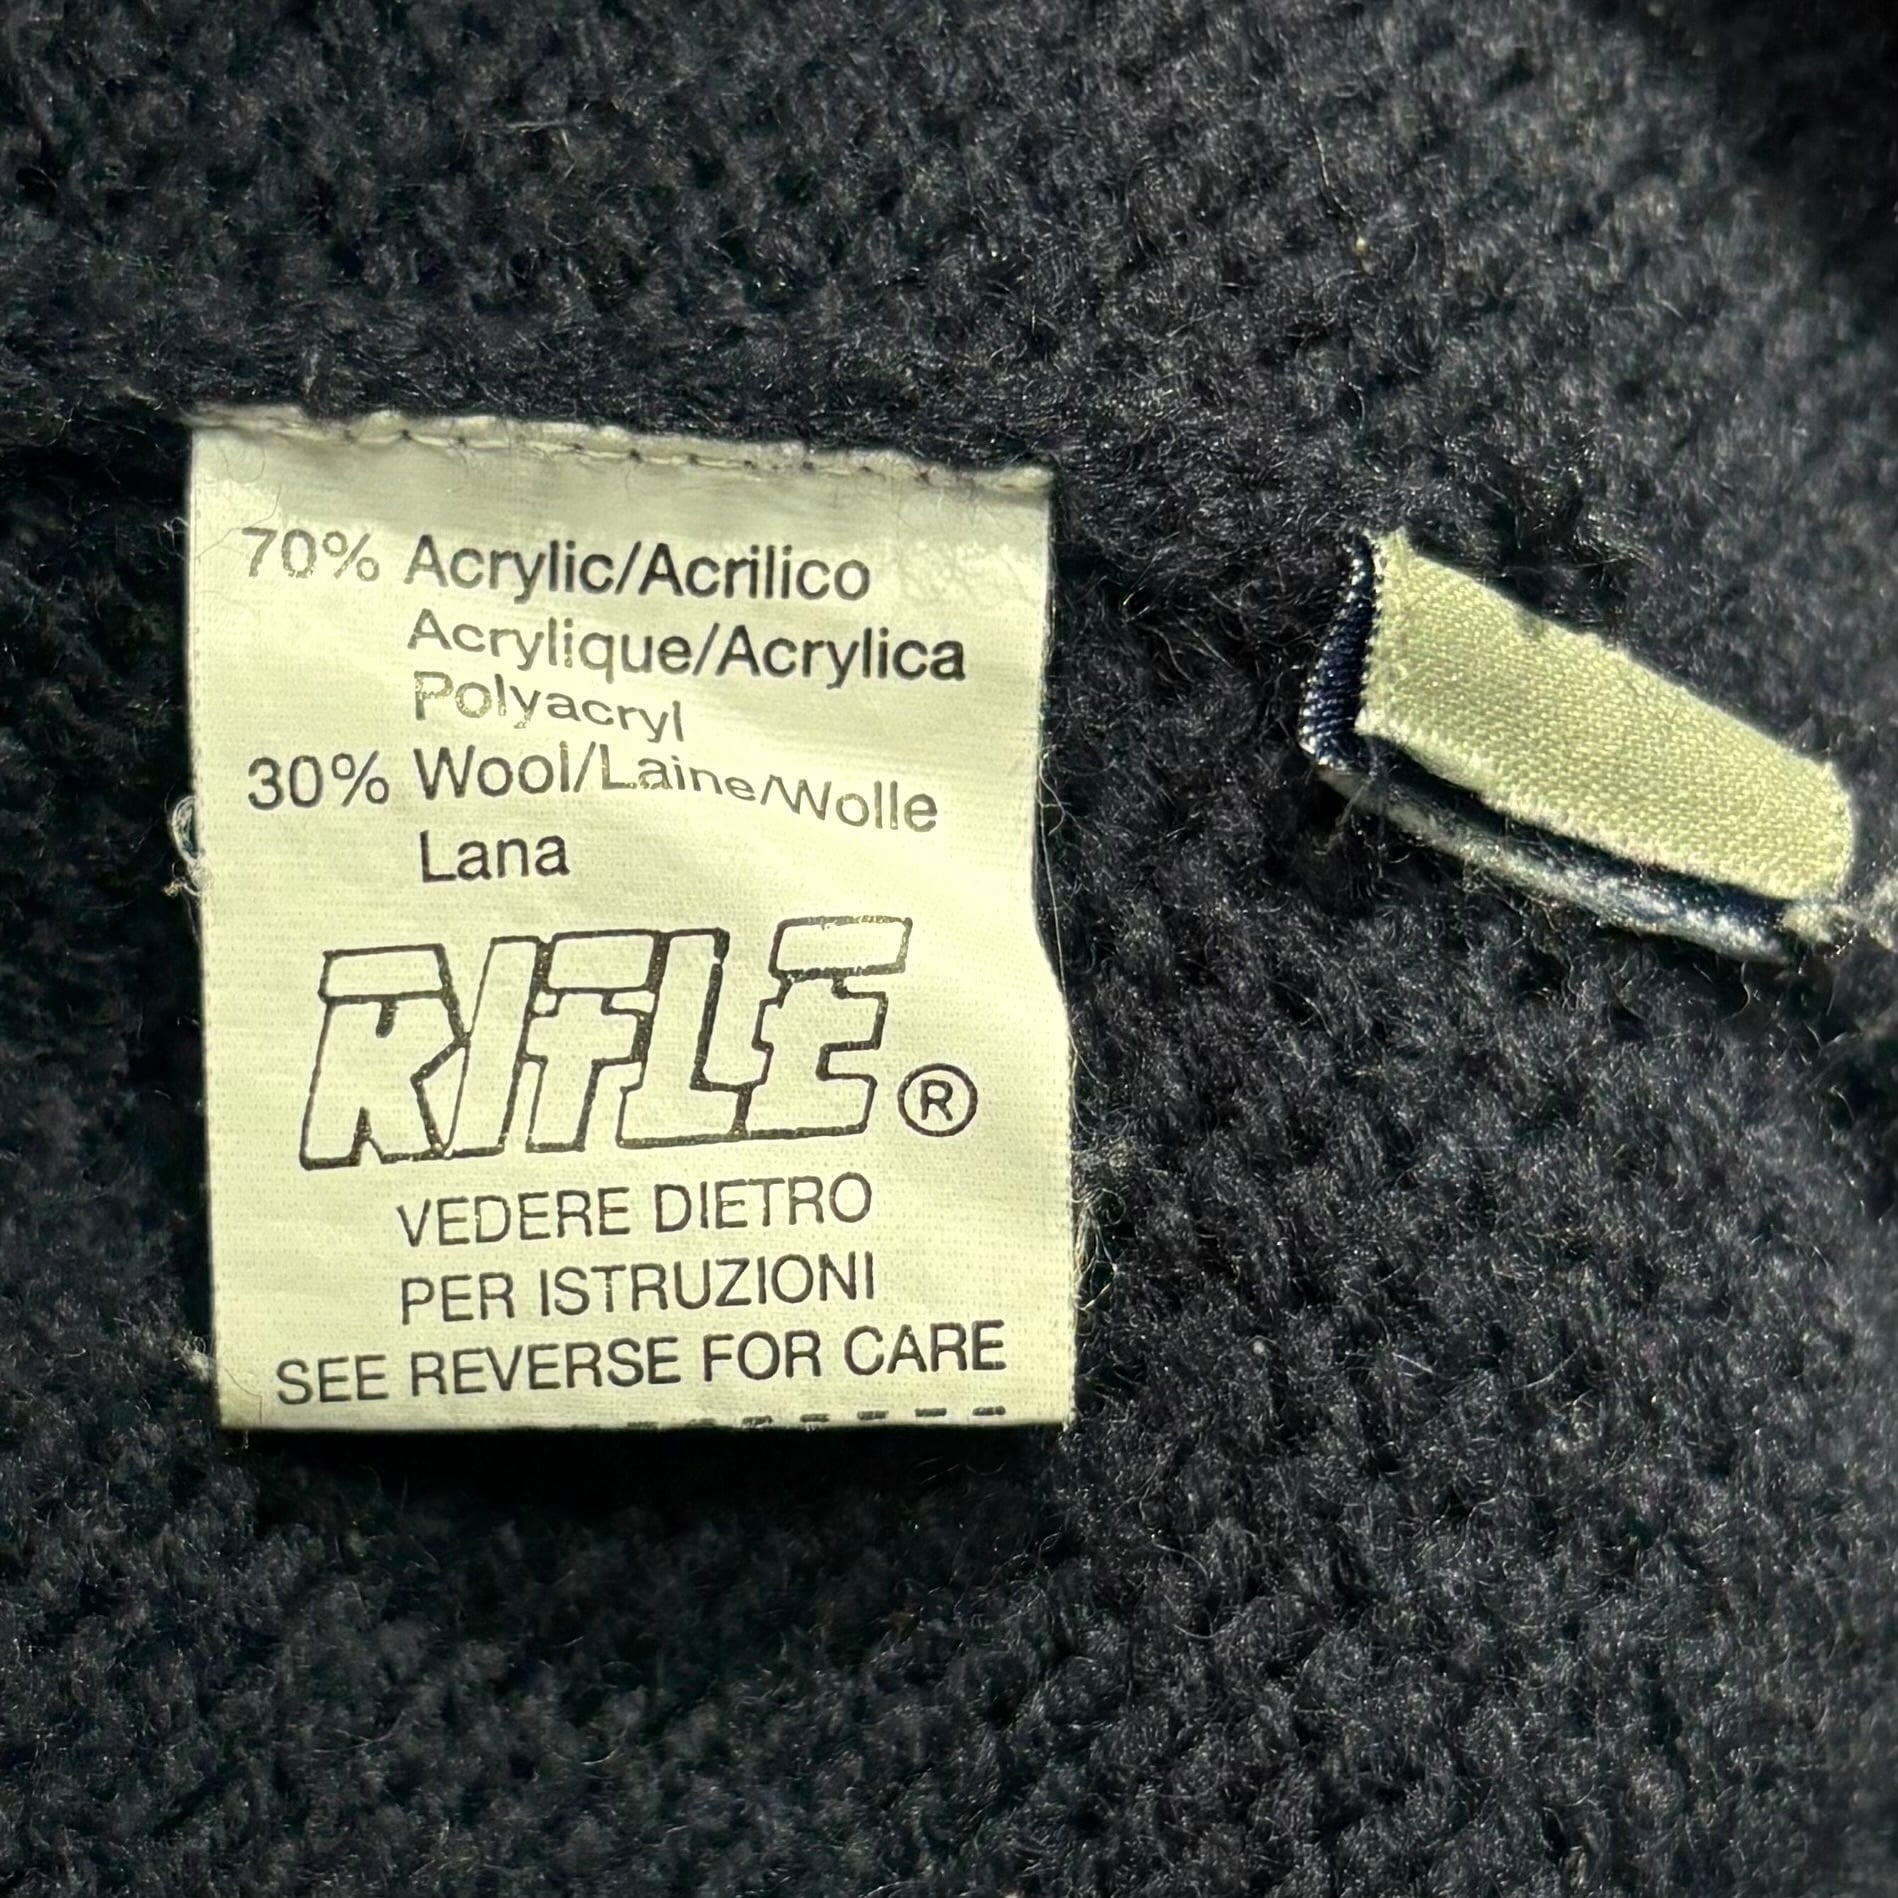 70% Acrylic/Acrilico
Acrylique/Acrylica
Polyacryl
30% Wool/Laine/Wolle
Lana
RIFLE ®
VEDERE DIETRO
PER ISTRUZIONI
SEE REVERSE FOR CARE